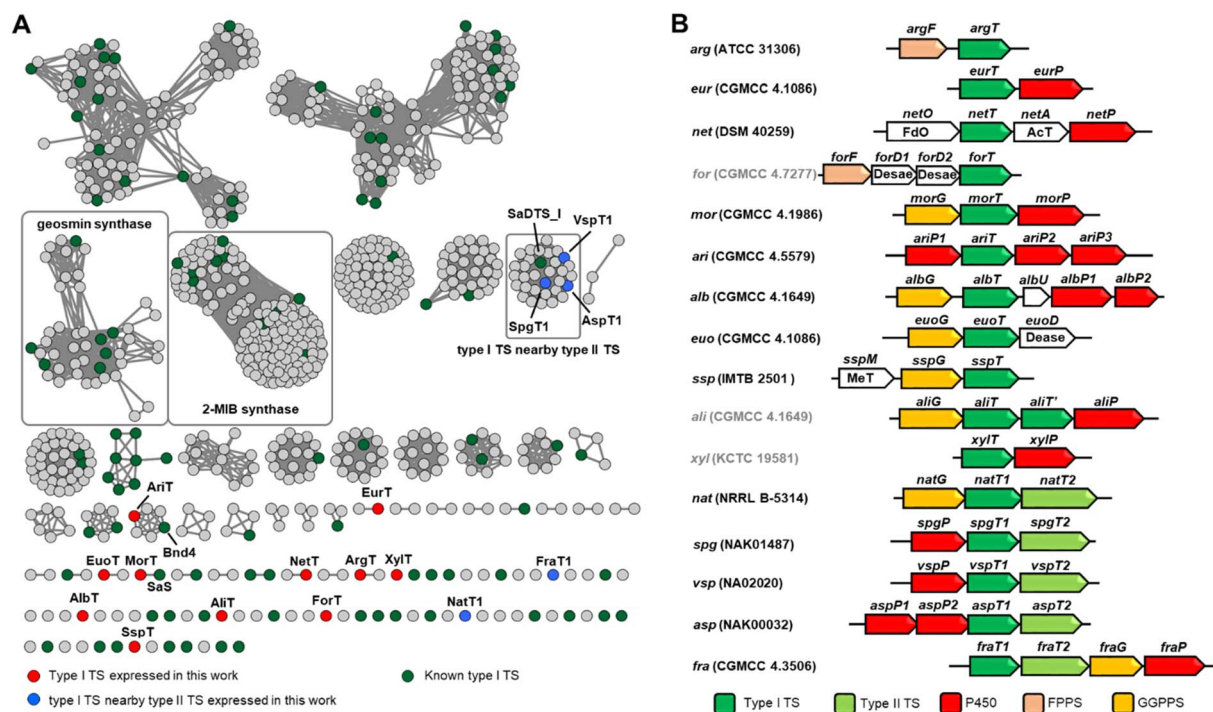 A
geosmin synthase
2-MIB synthase
SaDTS_I
VspT1
SpgT1
AspT1
type I TS nearby type II TS
AriT
Bnd4
EurT
EuoT
MorT
SaS
NetT
ArgT
XylT
FraT1
AlbT
AliT
ForT
NatT1
SspT
Type I TS expressed in this work
Known type I TS
type I TS nearby type II TS expressed in this work
B
argF argT
arg (ATCC 31306)
eurT eurP
eur (CGMCC 4.1086)
netO netT netA netP
net (DSM 40259) FdO AcT
forF forD1 forD2 forT
for (CGMCC 4.7277) Desae Desae
morG morT morP
mor (CGMCC 4.1986)
ariP1 ariT ariP2 ariP3
ari (CGMCC 4.5579)
albG albT albU albP1 albP2
alb (CGMCC 4.1649)
euoG euoT euoD
euo (CGMCC 4.1086) Dease
sspM sspG sspT
ssp (IMTB 2501 ) MeT
aliG aliT aliT' aliP
ali (CGMCC 4.1649)
xylT xylP
xyl (KCTC 19581)
natG natT1 natT2
nat (NRRL B-5314)
spgP spgT1 spgT2
spg (NAK01487)
vspP vspT1 vspT2
vsp (NA02020)
aspP1 aspP2 aspT1 aspT2
asp (NAK00032)
fraT1 fraT2 fraG fraP
fra (CGMCC 4.3506)
Type I TS Type II TS P450 FPPS GGPPS